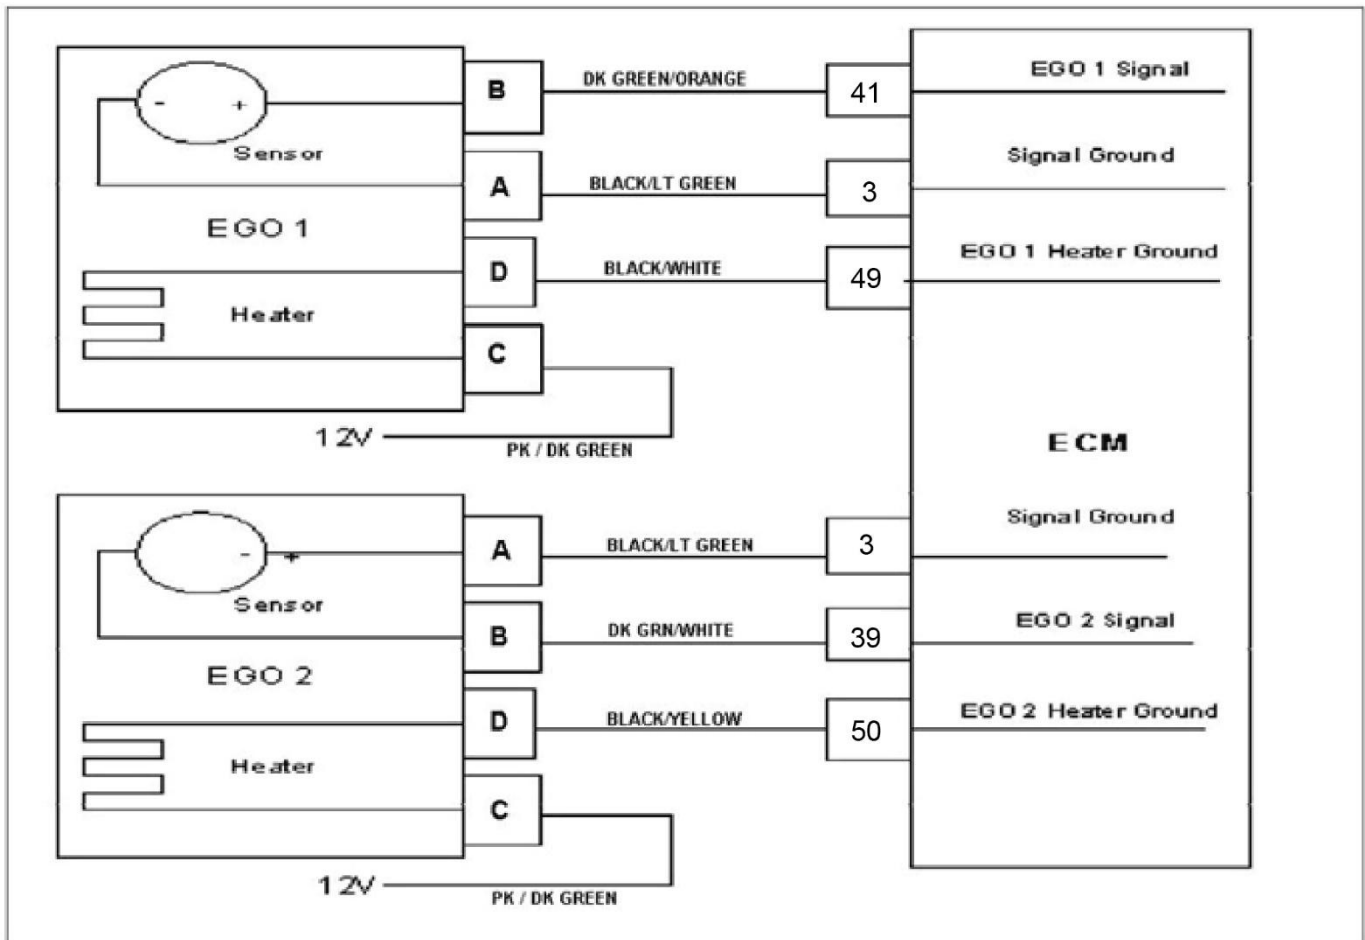 B
DK GREEN/ORANGE
41
EGO 1 Signal
- +
Sensor
A
BLACK/LT GREEN
3
Signal Ground
EGO 1
D
BLACK/WHITE
49
EGO 1 Heater Ground
Heater
C
12V
PK / DK GREEN
ECM
A
BLACK/LT GREEN
3
Signal Ground
- +
Sensor
B
DK GRN/WHITE
39
EGO 2 Signal
EGO 2
D
BLACK/YELLOW
50
EGO 2 Heater Ground
Heater
C
12V
PK / DK GREEN